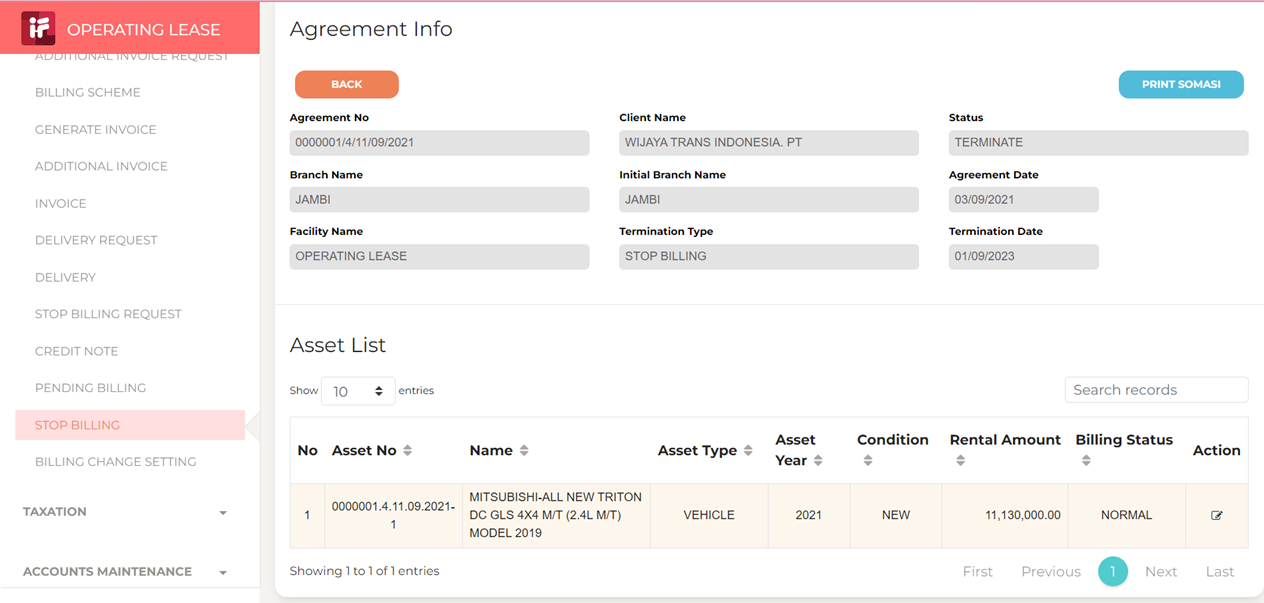 iF OPERATING LEASE
ADDITIONAL INVOICE REQUEST
BILLING SCHEME
GENERATE INVOICE
ADDITIONAL INVOICE
INVOICE
DELIVERY REQUEST
DELIVERY
STOP BILLING REQUEST
CREDIT NOTE
PENDING BILLING
STOP BILLING
BILLING CHANGE SETTING
TAXATION
ACCOUNTS MAINTENANCE
Agreement Info
BACK PRINT SOMASI
Agreement No Client Name Status
0000001/4/11/09/2021 WIJAYA TRANS INDONESIA. PT TERMINATE
Branch Name Initial Branch Name Agreement Date
JAMBI JAMBI 03/09/2021
Facility Name Termination Type Termination Date
OPERATING LEASE STOP BILLING 01/09/2023
Asset List
Show 10 entries Search records
No Asset No Name Asset Type Asset Year Condition Rental Amount Billing Status Action
1 0000001.4.11.09.2021-1 MITSUBISHI-ALL NEW TRITON DC GLS 4X4 M/T (2.4L M/T) MODEL 2019 VEHICLE 2021 NEW 11,130,000.00 NORMAL
Showing 1 to 1 of 1 entries First Previous 1 Next Last